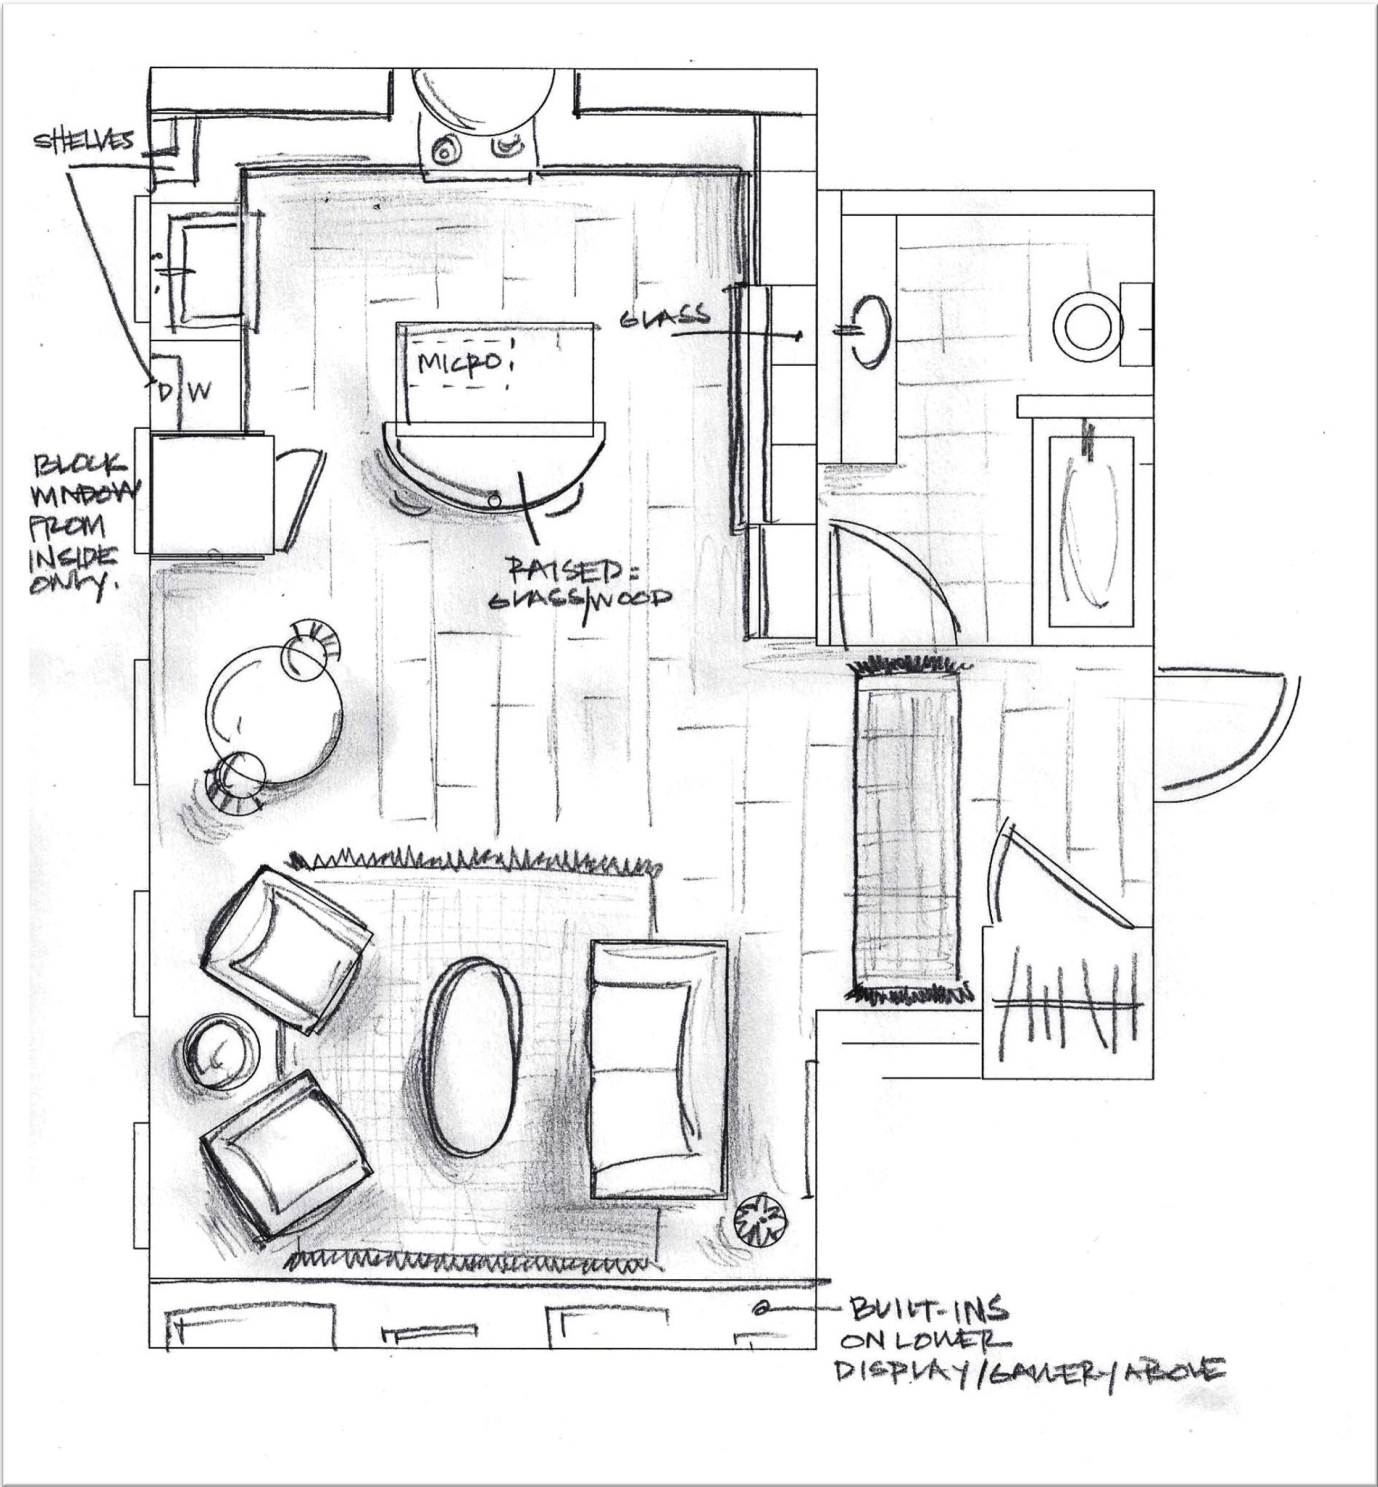 SHELVES
GLASS
MICRO
D W
BLOCK
WINDOW
FROM
INSIDE
ONLY.
RAISED =
GLASS/WOOD
BUILT-INS
ON LOWER
DISPLAY/GALLERY ABOVE